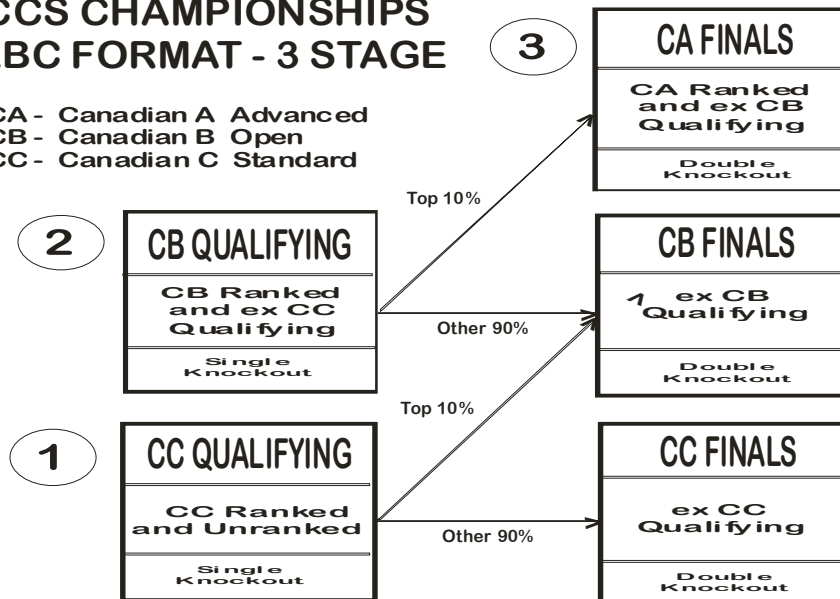 CCS CHAMPIONSHIPS
BC FORMAT - 3 STAGE
CA - Canadian A Advanced
CB - Canadian B Open
CC - Canadian C Standard
3
CA FINALS
CA Ranked
and ex CB
Qualifying
Double
Knockout
Top 10%
2
CB QUALIFYING
CB Ranked
and ex CC
Qualifying
Single
Knockout
Other 90%
CB FINALS
ex CB
Qualifying
Double
Knockout
Top 10%
1
CC QUALIFYING
CC Ranked
and Unranked
Single
Knockout
Other 90%
CC FINALS
ex CC
Qualifying
Double
Knockout